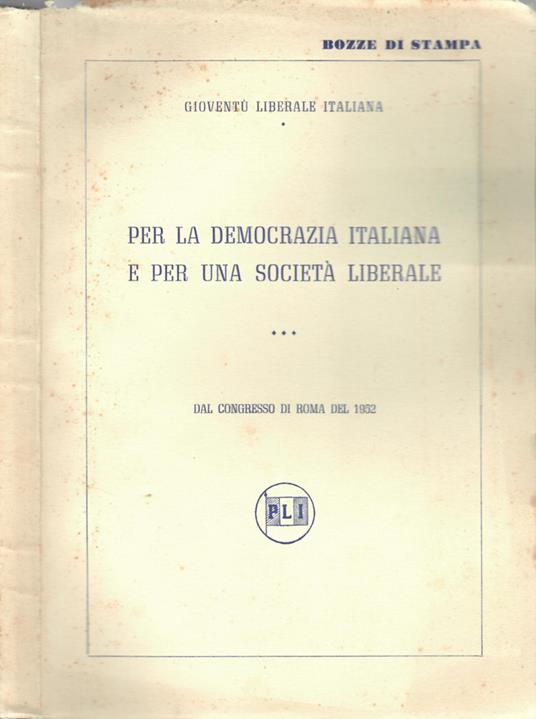 BOZZE DI STAMPA
GIOVENTÙ LIBERALE ITALIANA
PER LA DEMOCRAZIA ITALIANA
E PER UNA SOCIETÀ LIBERALE
DAL CONGRESSO DI ROMA DEL 1952
PLI